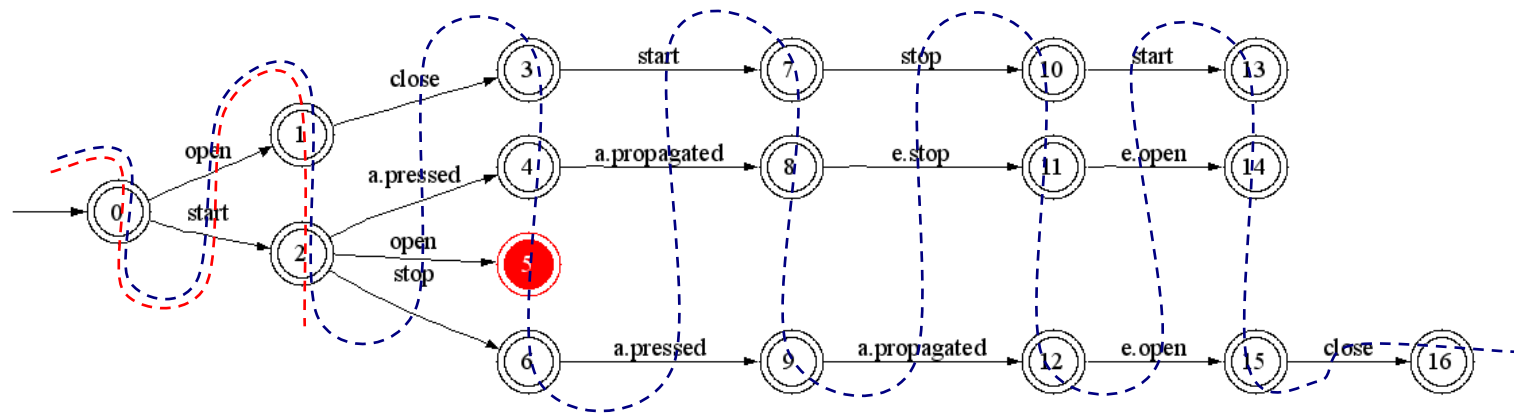 3 start 7 stop 10 start 13
close
1
open
a.pressed 4 a.propagated 8 e.stop 11 e.open 14
0
start
2
open
5
stop
6 a.pressed 9 a.propagated 12 e.open 15 close 16